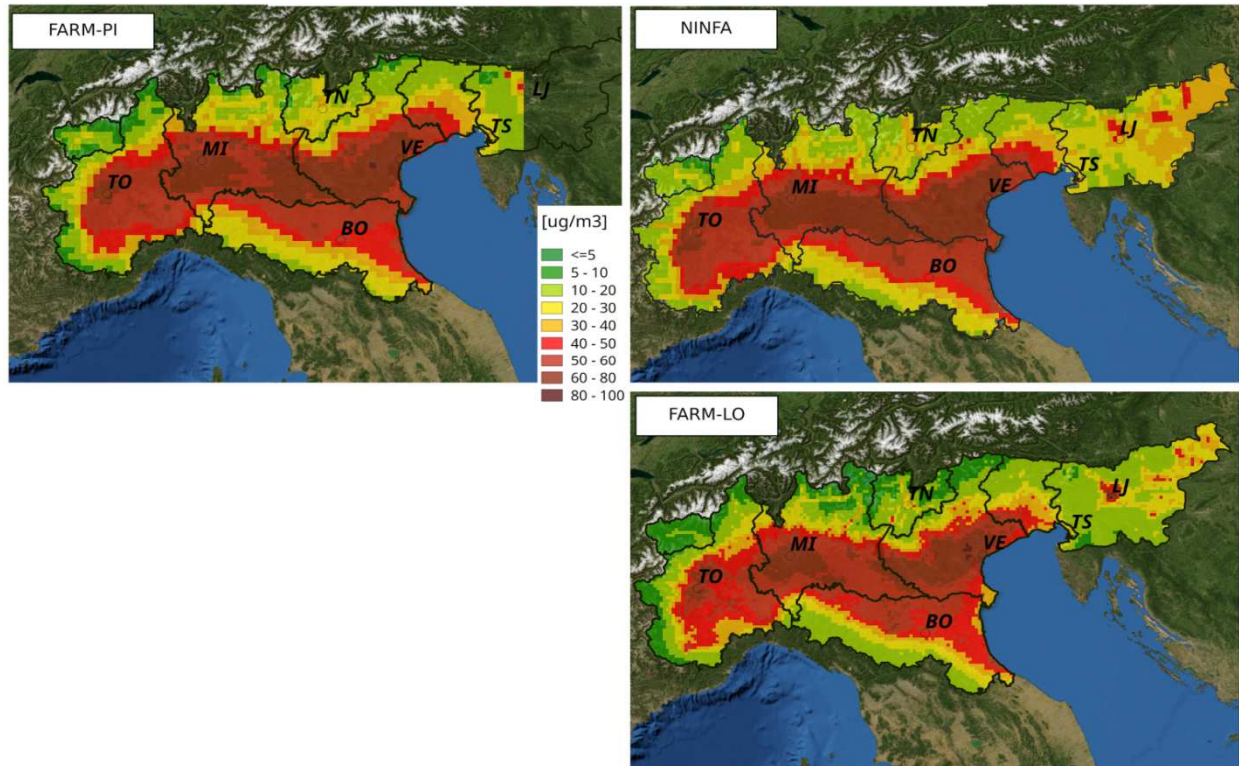 FARM-PI
TN
LJ
TS
MI
VE
TO
BO
[ug/m3]
<=5
5 - 10
10 - 20
20 - 30
30 - 40
40 - 50
50 - 60
60 - 80
80 - 100
NINFA
TN
LJ
TS
MI
VE
TO
BO
FARM-LO
TN
LJ
TS
MI
VE
TO
BO